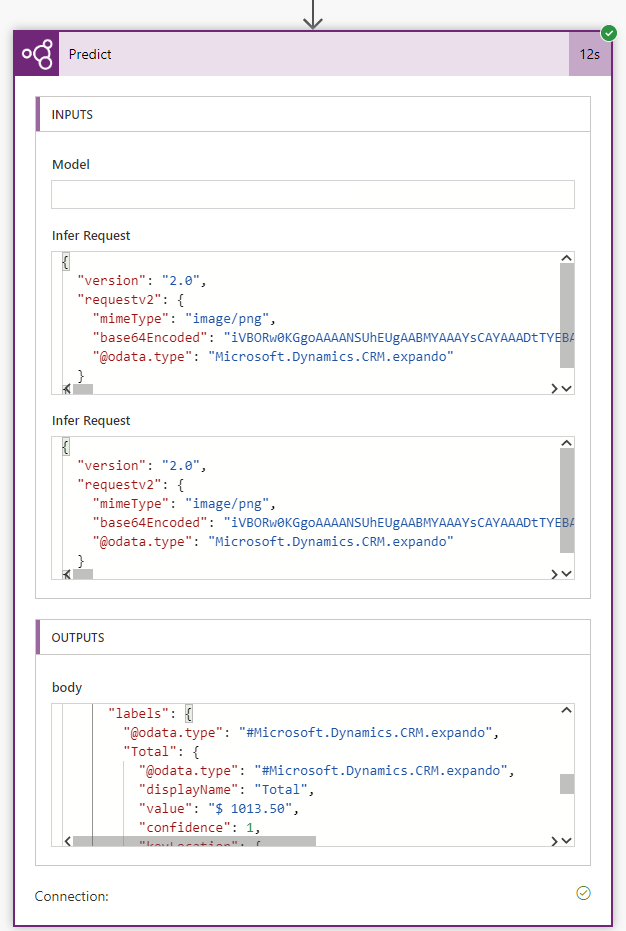 Predict
12s
INPUTS
Model
Infer Request
{
"version": "2.0",
"requestv2": {
"mimeType": "image/png",
"base64Encoded": "iVBORw0KGgoAAAANSUhEUgAABMYAAAYsCAYAAADtTYEBA
"@odata.type": "Microsoft.Dynamics.CRM.expando"
}
Infer Request
{
"version": "2.0",
"requestv2": {
"mimeType": "image/png",
"base64Encoded": "iVBORw0KGgoAAAANSUhEUgAABMYAAAYsCAYAAADtTYEBA
"@odata.type": "Microsoft.Dynamics.CRM.expando"
}
OUTPUTS
body
"labels": {
"@odata.type": "#Microsoft.Dynamics.CRM.expando",
"Total": {
"@odata.type": "#Microsoft.Dynamics.CRM.expando",
"displayName": "Total",
"value": "$ 1013.50",
"confidence": 1,
"keyLocation": {
Connection: